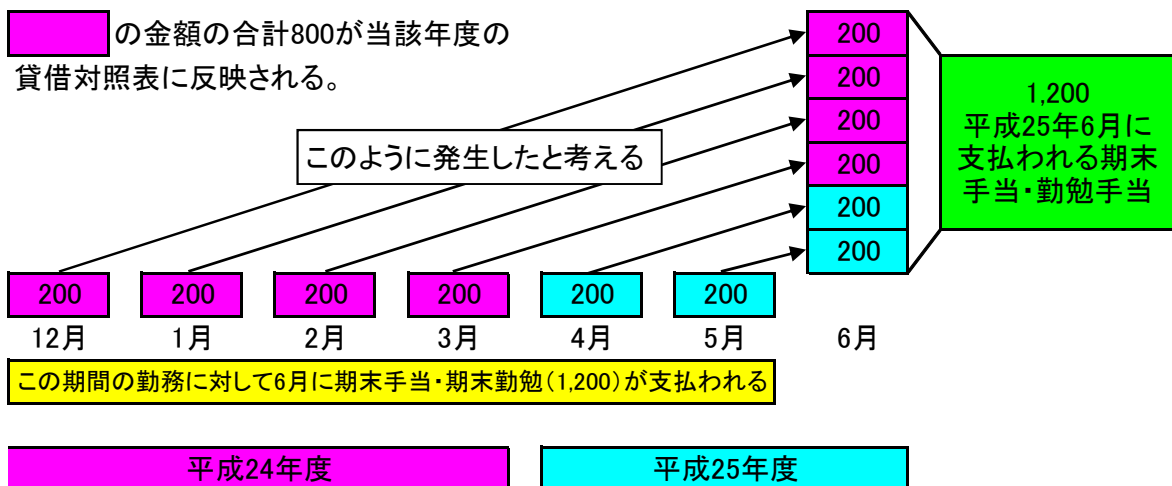 の金額の合計800が当該年度の
貸借対照表に反映される。
このように発生したと考える
200
200
200
200
200
200
1,200
平成25年6月に
支払われる期末
手当・勤勉手当
200 200 200 200 200 200
12月 1月 2月 3月 4月 5月 6月
この期間の勤務に対して6月に期末手当・期末勤勉(1,200)が支払われる
平成24年度 平成25年度